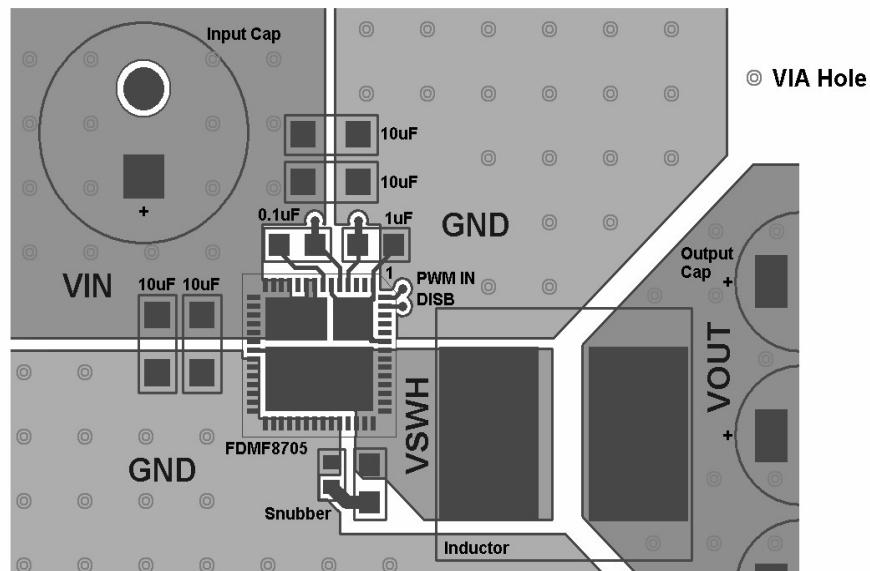 Input Cap
VIA Hole
10uF
10uF
0.1uF
1uF
GND
Output
Cap
+
VIN
1
PWM IN
DISB
10uF
10uF
+
VSWH
VOUT
FDMF8705
+
GND
Snubber
Inductor
+